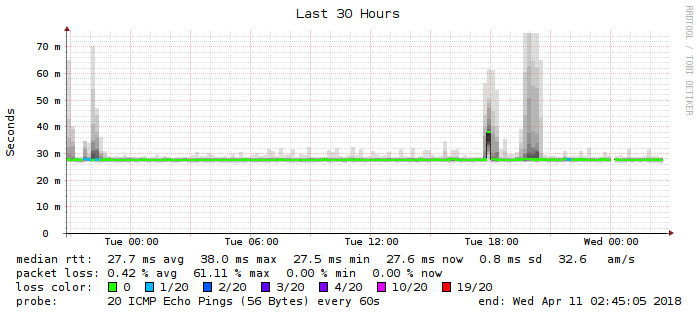 Last 30 Hours
RRDTOOL / TOBI OETIKER
Seconds
70 m
60 m
50 m
40 m
30 m
20 m
10 m
0
Tue 00:00 Tue 06:00 Tue 12:00 Tue 18:00 Wed 00:00
median rtt: 27.7 ms avg 38.0 ms max 27.5 ms min 27.6 ms now 0.8 ms sd 32.6 am/s
packet loss: 0.42 % avg 61.11 % max 0.00 % min 0.00 % now
loss color: 0 1/20 2/20 3/20 4/20 10/20 19/20
probe: 20 ICMP Echo Pings (56 Bytes) every 60s end: Wed Apr 11 02:45:05 2018